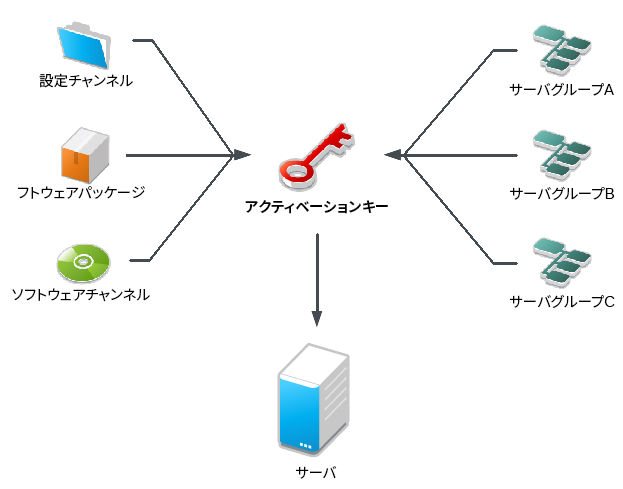 設定チャンネル
サーバグループA
フトウェアパッケージ
サーバグループB
アクティベーションキー
ソフトウェアチャンネル
サーバグループC
サーバ